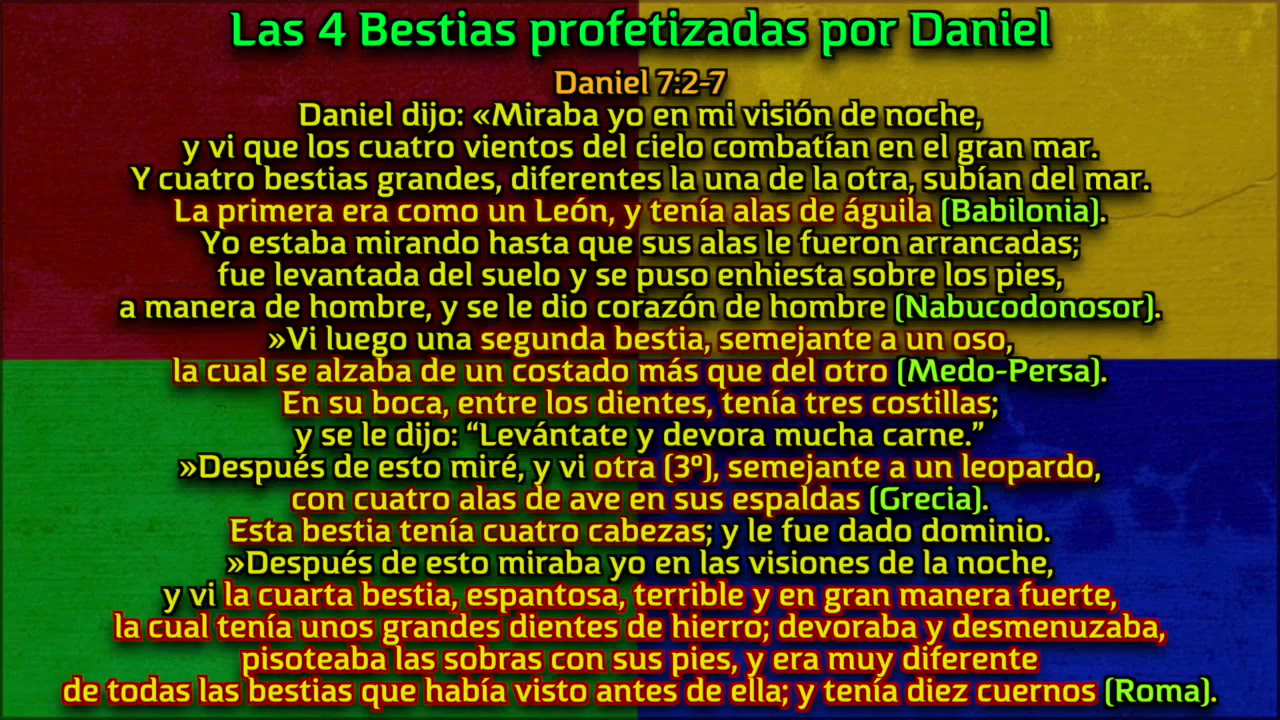 Las 4 Bestias profetizadas por Daniel
Daniel 7:2-7
Daniel dijo: «Miraba yo en mi visión de noche,
y vi que los cuatro vientos del cielo combatían en el gran mar.
Y cuatro bestias grandes, diferentes la una de la otra, subían del mar.
La primera era como un León, y tenía alas de águila (Babilonia).
Yo estaba mirando hasta que sus alas le fueron arrancadas;
fue levantada del suelo y se puso enhiesta sobre los pies,
a manera de hombre, y se le dio corazón de hombre (Nabucodonosor).
»Vi luego una segunda bestia, semejante a un oso,
la cual se alzaba de un costado más que del otro (Medo-Persa).
En su boca, entre los dientes, tenía tres costillas;
y se le dijo: “Levántate y devora mucha carne.”
»Después de esto miré, y vi otra (3º), semejante a un leopardo,
con cuatro alas de ave en sus espaldas (Grecia).
Esta bestia tenía cuatro cabezas; y le fue dado dominio.
»Después de esto miraba yo en las visiones de la noche,
y vi la cuarta bestia, espantosa, terrible y en gran manera fuerte,
la cual tenía unos grandes dientes de hierro; devoraba y desmenuzaba,
pisoteaba las sobras con sus pies, y era muy diferente
de todas las bestias que había visto antes de ella; y tenía diez cuernos (Roma).